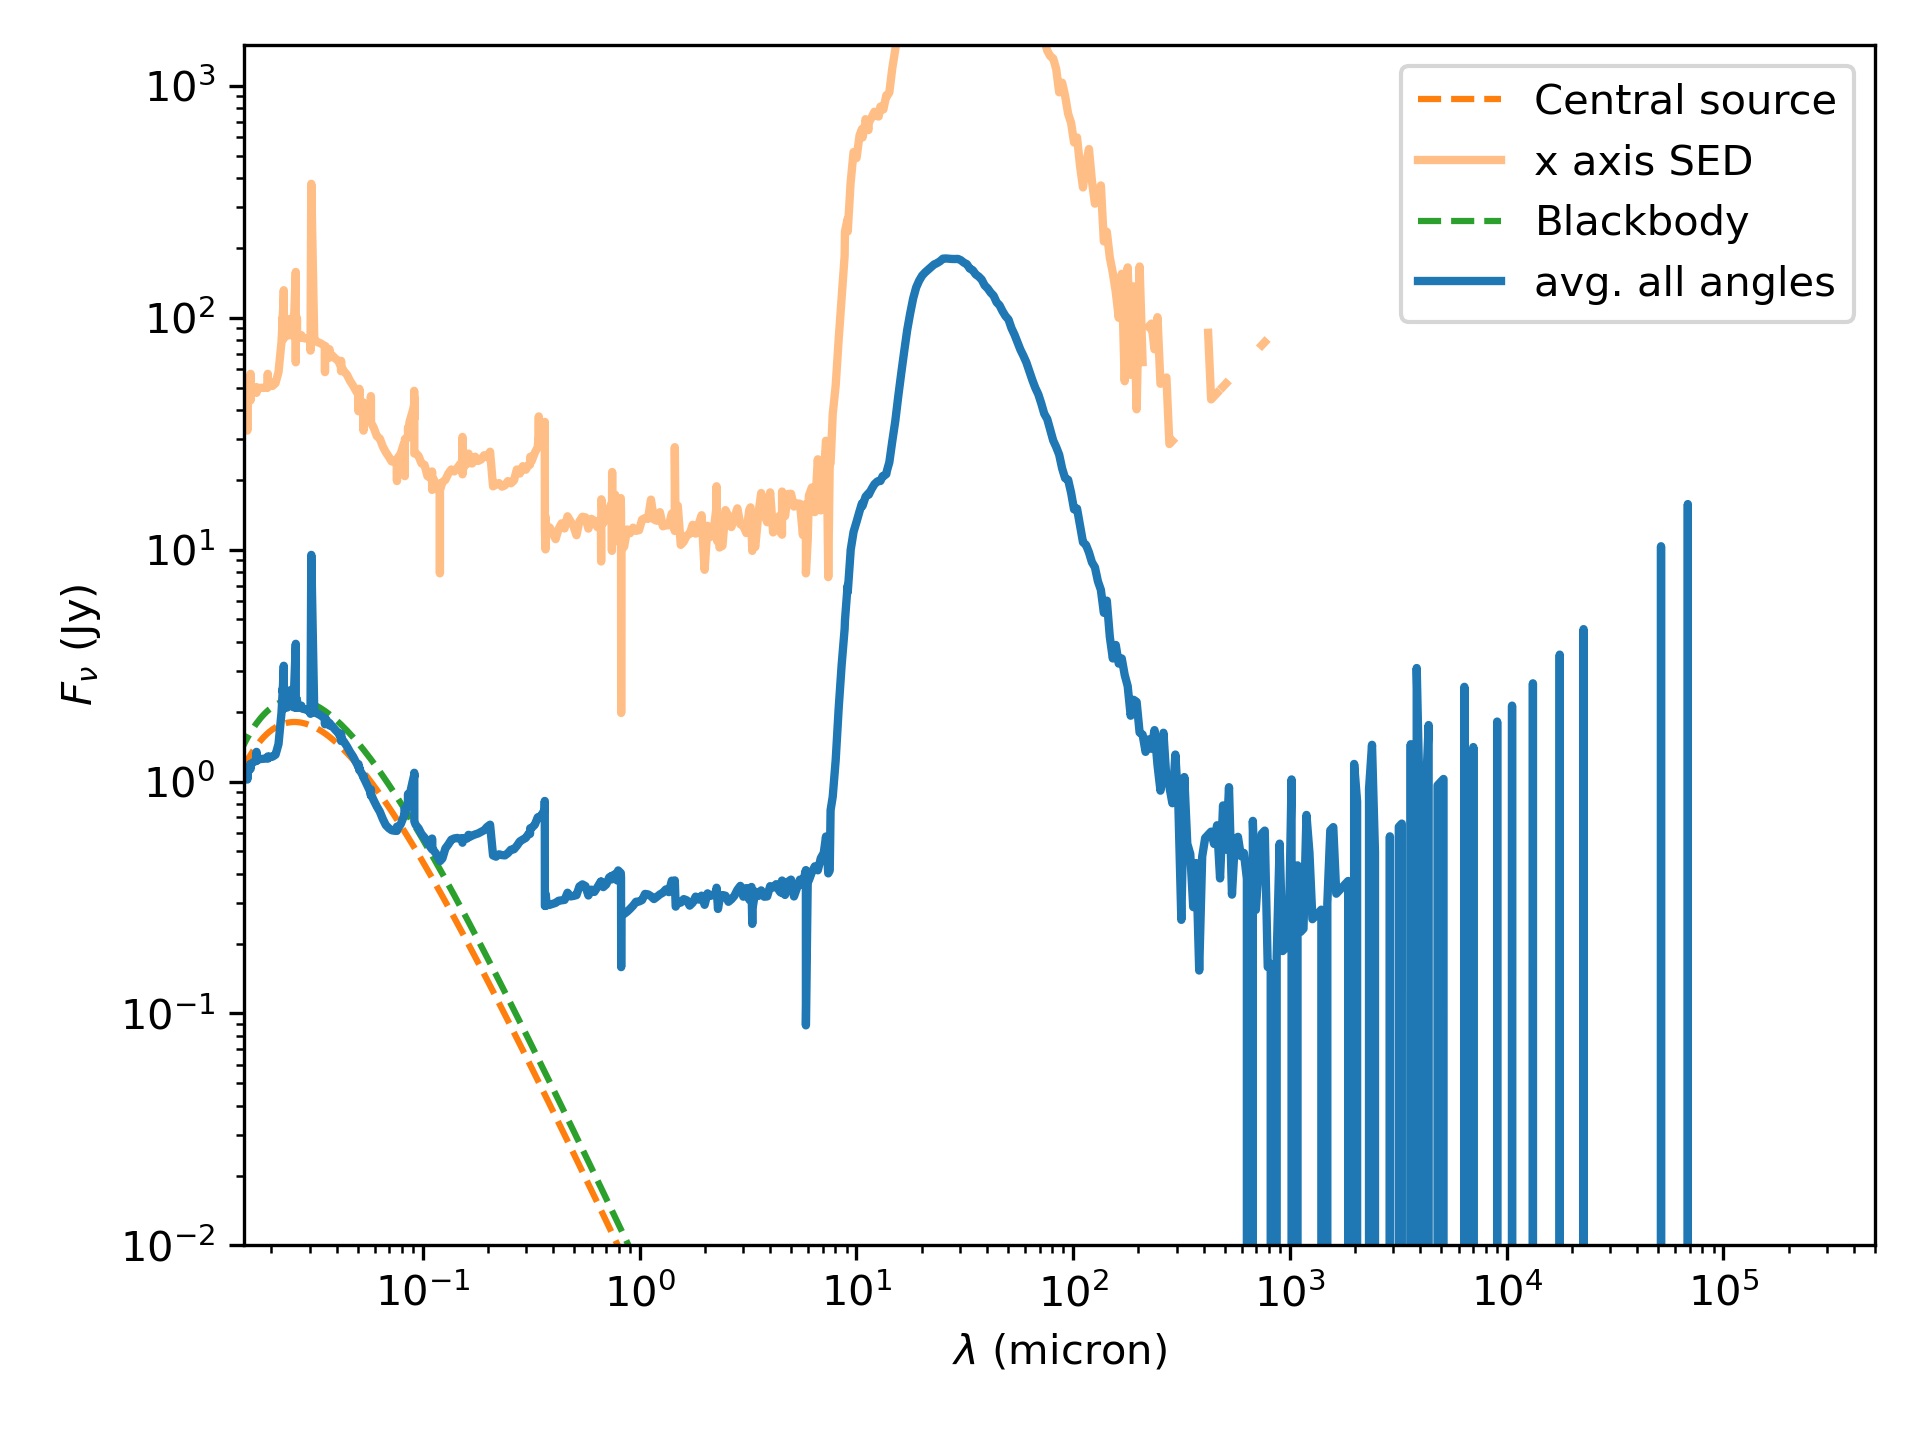 Central source
x axis SED
Blackbody
avg. all angles
10³
10²
10¹
10⁰
10⁻¹
10⁻²
Fᵥ (Jy)
10⁻¹ 10⁰ 10¹ 10² 10³ 10⁴ 10⁵
λ (micron)